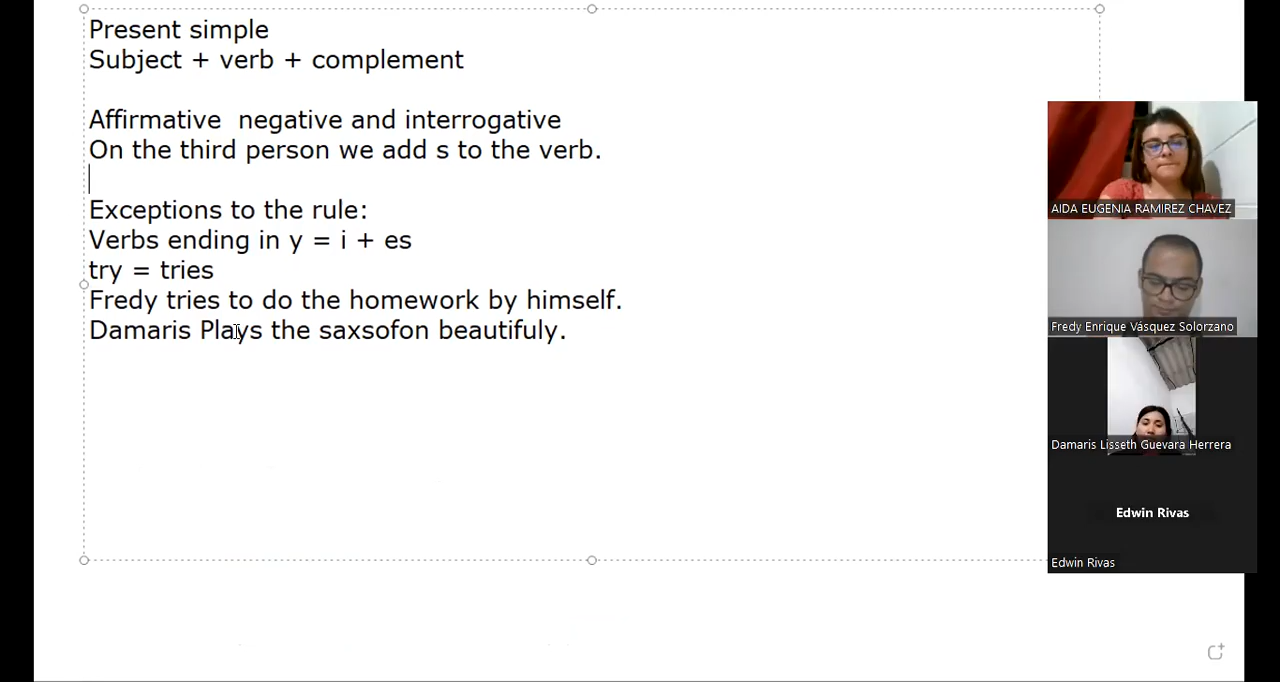 Present simple
Subject + verb + complement
Affirmative  negative and interrogative
On the third person we add s to the verb.
Exceptions to the rule:
Verbs ending in y = i + es
try = tries
Fredy tries to do the homework by himself.
Damaris Plays the saxsofon beautifuly.
AIDA EUGENIA RAMIREZ CHAVEZ
Fredy Enrique Vásquez Solorzano
Damaris Lisseth Guevara Herrera
Edwin Rivas
Edwin Rivas